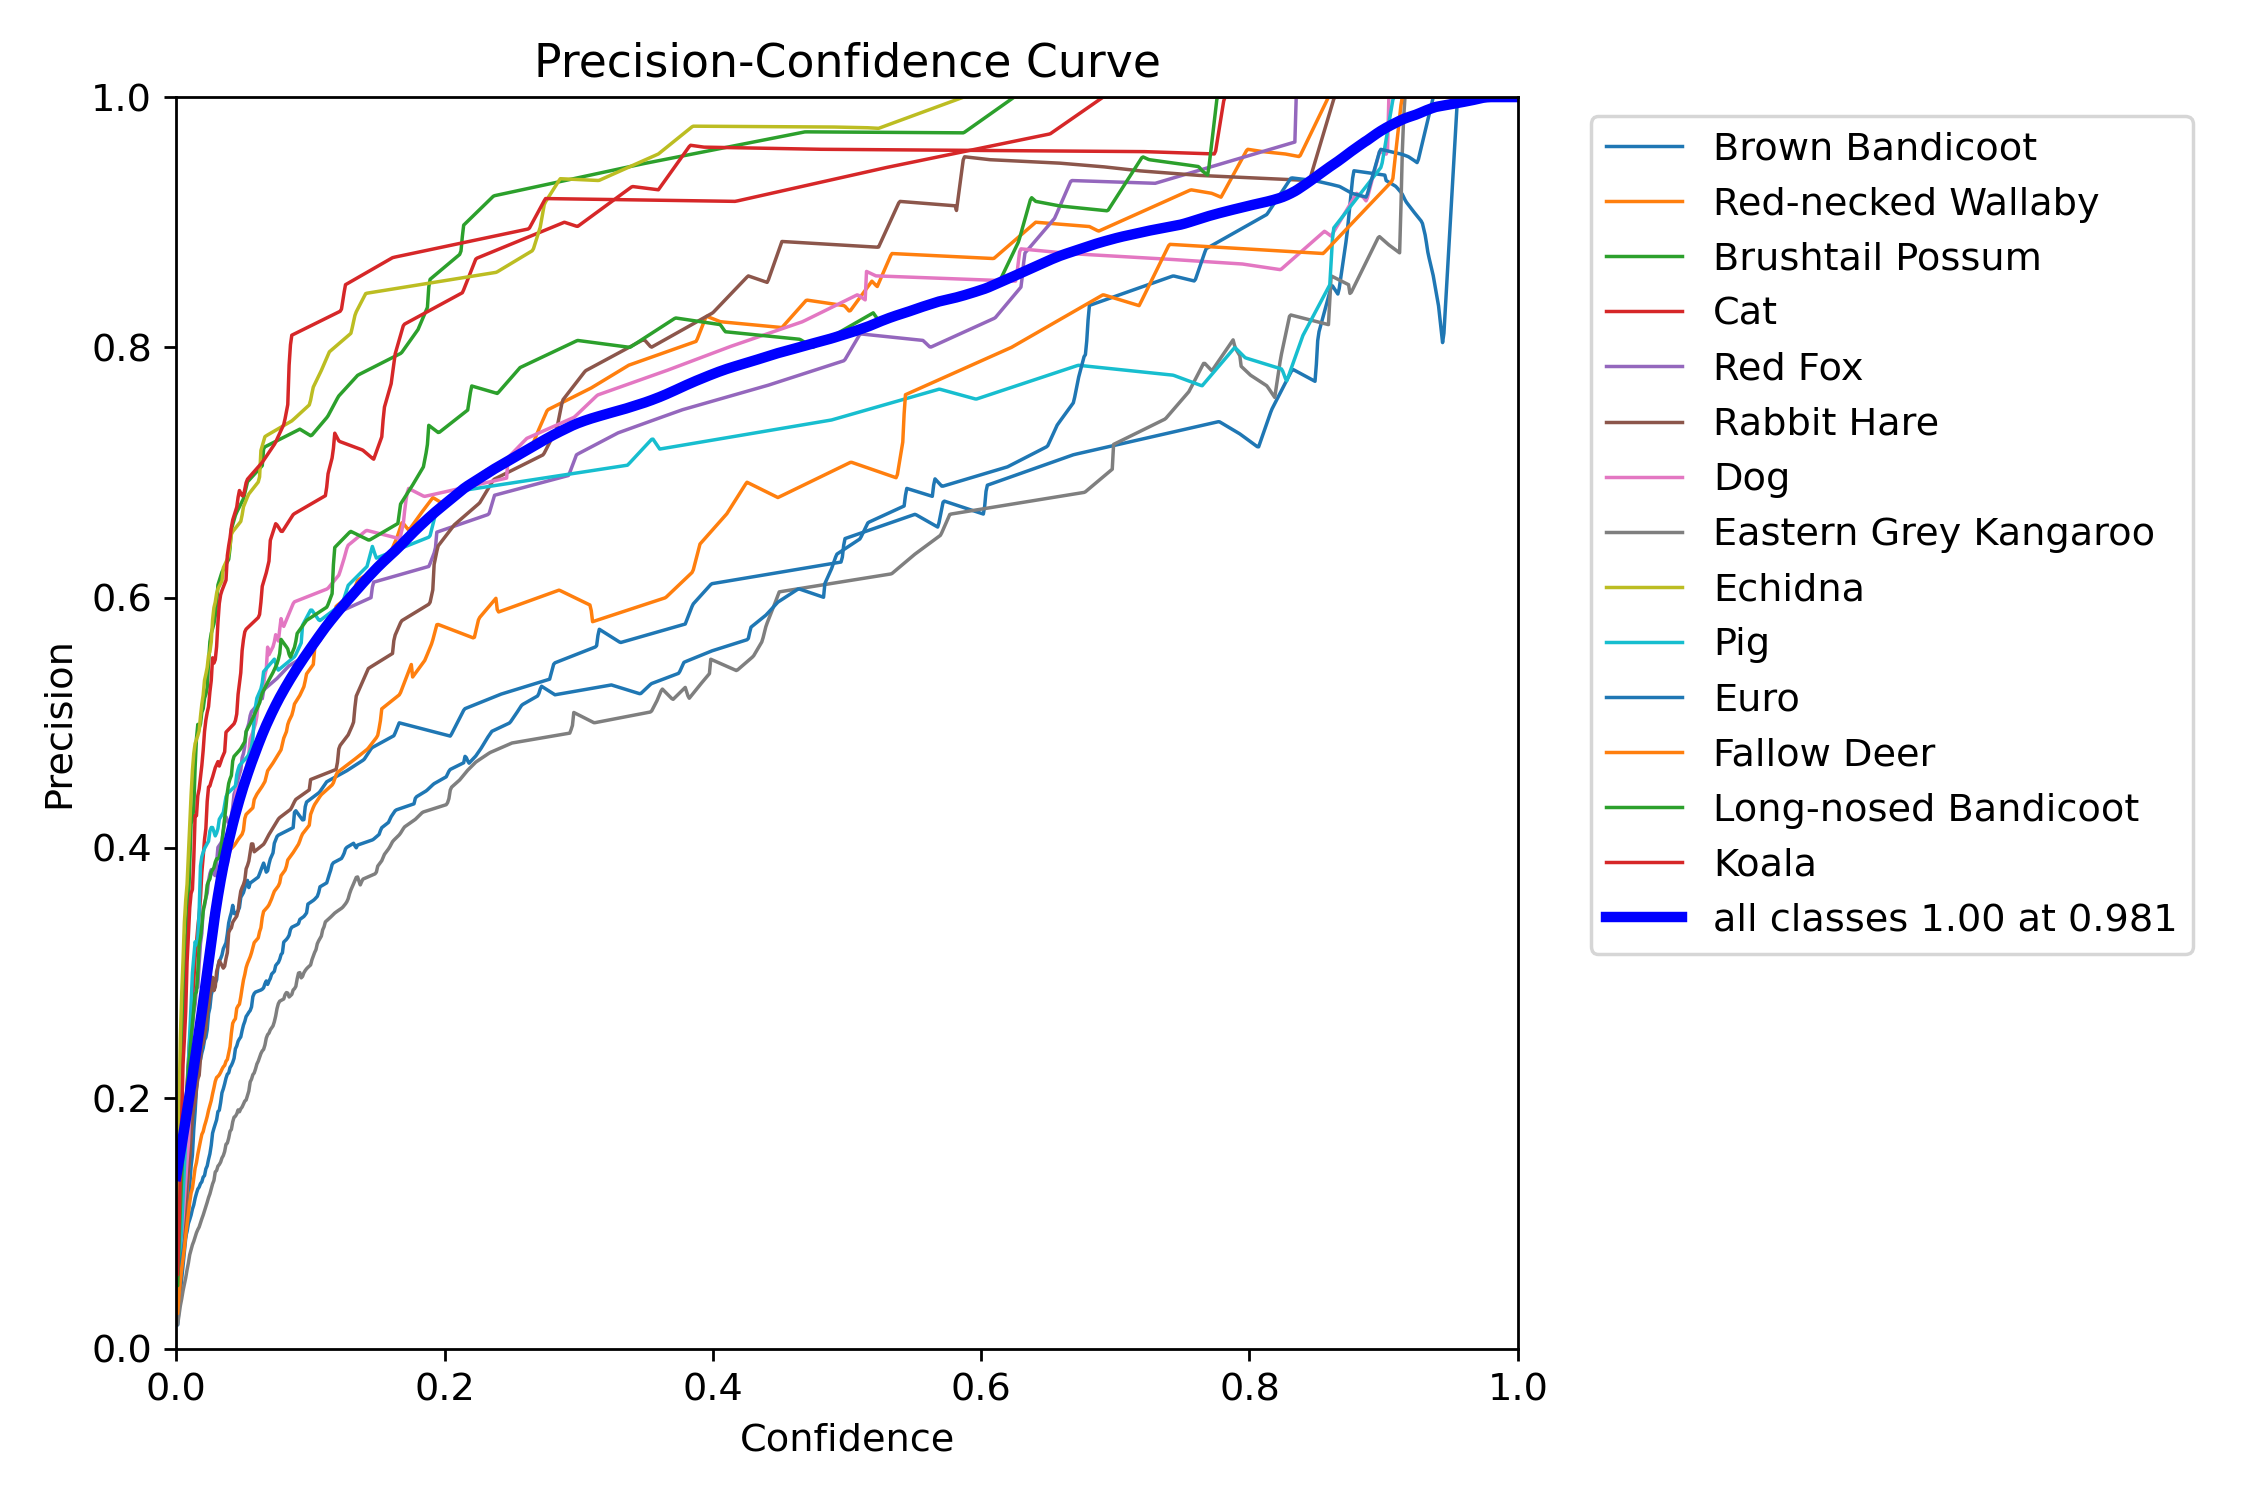 Precision-Confidence Curve
1.0
0.8
0.6
0.4
0.2
0.0
Precision
0.0 0.2 0.4 0.6 0.8 1.0
Confidence
Brown Bandicoot
Red-necked Wallaby
Brushtail Possum
Cat
Red Fox
Rabbit Hare
Dog
Eastern Grey Kangaroo
Echidna
Pig
Euro
Fallow Deer
Long-nosed Bandicoot
Koala
all classes 1.00 at 0.981